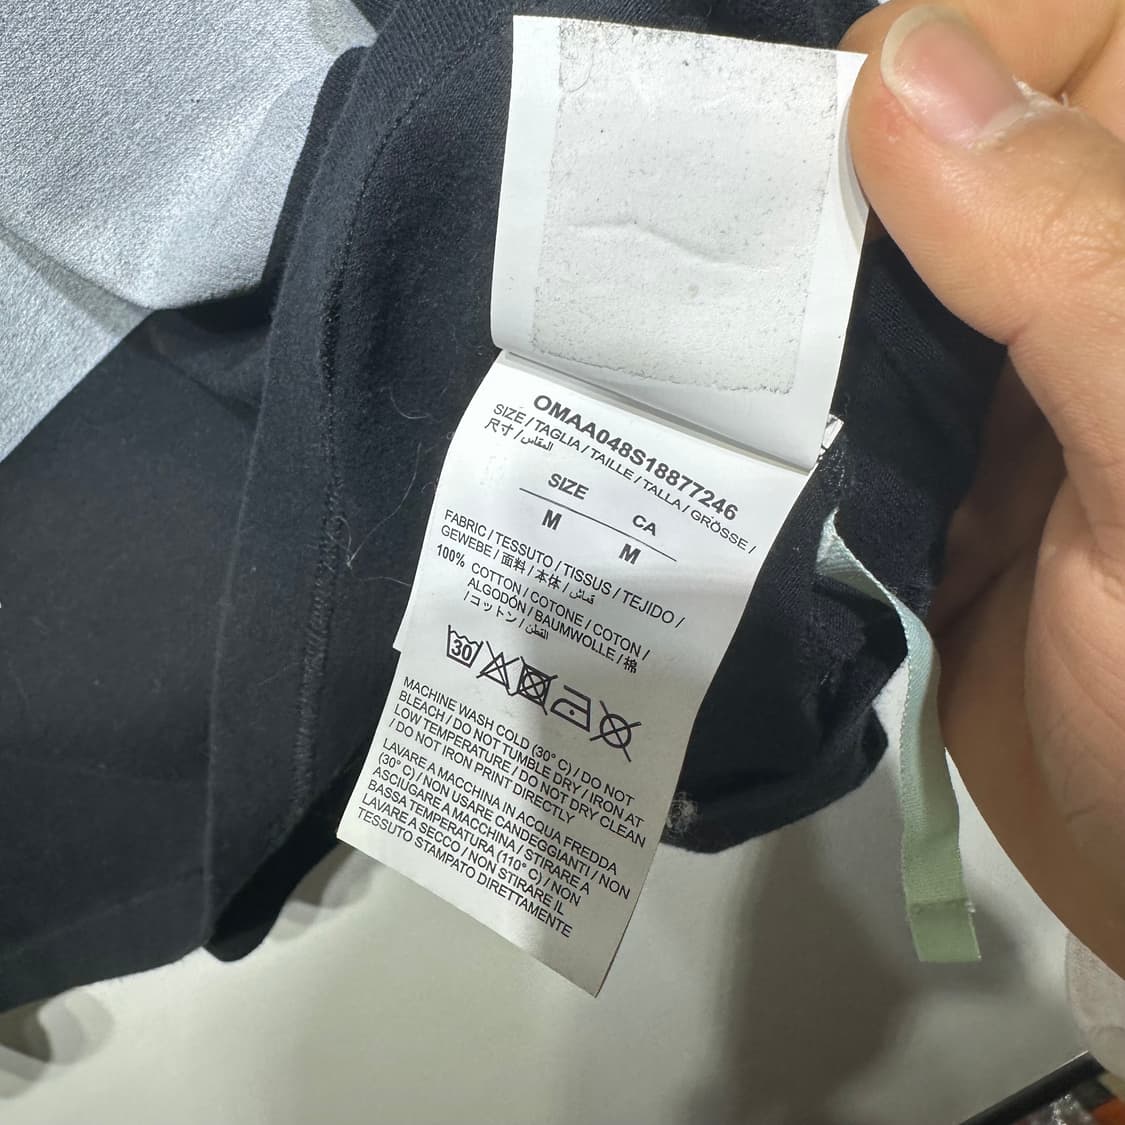 OMAA048S18877246
SIZE / TAGLIA / TAILLE / TALLA / GRÖSSE /
尺寸 / المقاس
SIZE CA
M M
FABRIC / TESSUTO / TISSUS / TEJIDO /
GEWEBE / 面料 / 本体 / قماش
100% COTTON / COTONE / COTON /
ALGODÓN / BAUMWOLLE / 棉
/ コットン / القطن
30
MACHINE WASH COLD (30° C) / DO NOT
BLEACH / DO NOT TUMBLE DRY / IRON AT
LOW TEMPERATURE / DO NOT DRY CLEAN
/ DO NOT IRON PRINT DIRECTLY
LAVARE A MACCHINA IN ACQUA FREDDA
(30° C) / NON USARE CANDEGGIANTI / NON
ASCIUGARE A MACCHINA / STIRARE A
BASSA TEMPERATURA (110° C) / NON
LAVARE A SECCO / NON STIRARE IL
TESSUTO STAMPATO DIRETTAMENTE